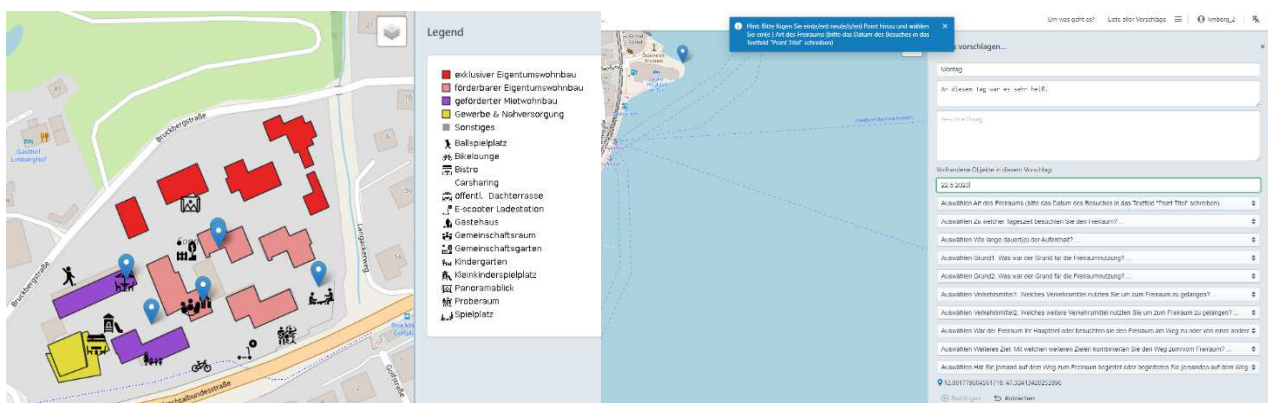 Bruckbergstraße
Gasthof
Limberghof
Langackerweg
Bruckbergstraße
Golfstraße
Legend
exklusiver Eigentumswohnbau
förderbarer Eigentumswohnbau
geförderter Mietwohnbau
Gewerbe & Nahversorgung
Sonstiges
Ballspielplatz
Bikelounge
Bistro
Carsharing
öffentl. Dachterrasse
E-scooter Ladestation
Gästehaus
Gemeinschaftsraum
Gemeinschaftsgarten
Kindergarten
Kleinkinderspielplatz
Panoramablick
Proberaum
Spielplatz
Hint: Bitte fügen Sie ein(e/en) neu(e/s/en) Point hinzu und wählen
Sie ein(e ) Art des Freiraums (bitte das Datum des Besuches in das
Textfeld "Point Titel" schreiben)
Um was geht es?
Liste aller Vorschläge
vorschlagen...
Montag
An diesem Tag war es sehr heiß.
Beschreibung
Vorhandene Objekte in diesem Vorschlag:
22.6.2020
Auswählen Art des Freiraums (bitte das Datum des Besuches in das Textfeld "Point Titel" schreiben)
Auswählen Zu welcher Tageszeit besuchten Sie den Freiraum? ...
Auswählen Wie lange dauert(e) der Aufenthalt? ...
Auswählen Grund1: Was war der Grund für die Freiraumnutzung? ...
Auswählen Grund2: Was war der Grund für die Freiraumnutzung? ...
Auswählen Verkehrsmittel1: Welches Verkehrsmittel nutzten Sie um zum Freiraum zu gelangen? ...
Auswählen Verkehrsmittel2: Welches weitere Verkehrsmittel nutzten Sie um zum Freiraum zu gelangen? ...
Auswählen War der Freiraum Ihr Hauptziel oder besuchten sie den Freiraum am Weg zu oder von einer andere
Auswählen Weiteres Ziel: Mit welchen weiteren Zielen kombinierten Sie den Weg zum/vom Freiraum? ...
Auswählen Hat Sie jemand auf dem Weg zum Freiraum begleitet oder begleiteten Sie jemanden auf dem Weg
Bestätigen
Abbrechen